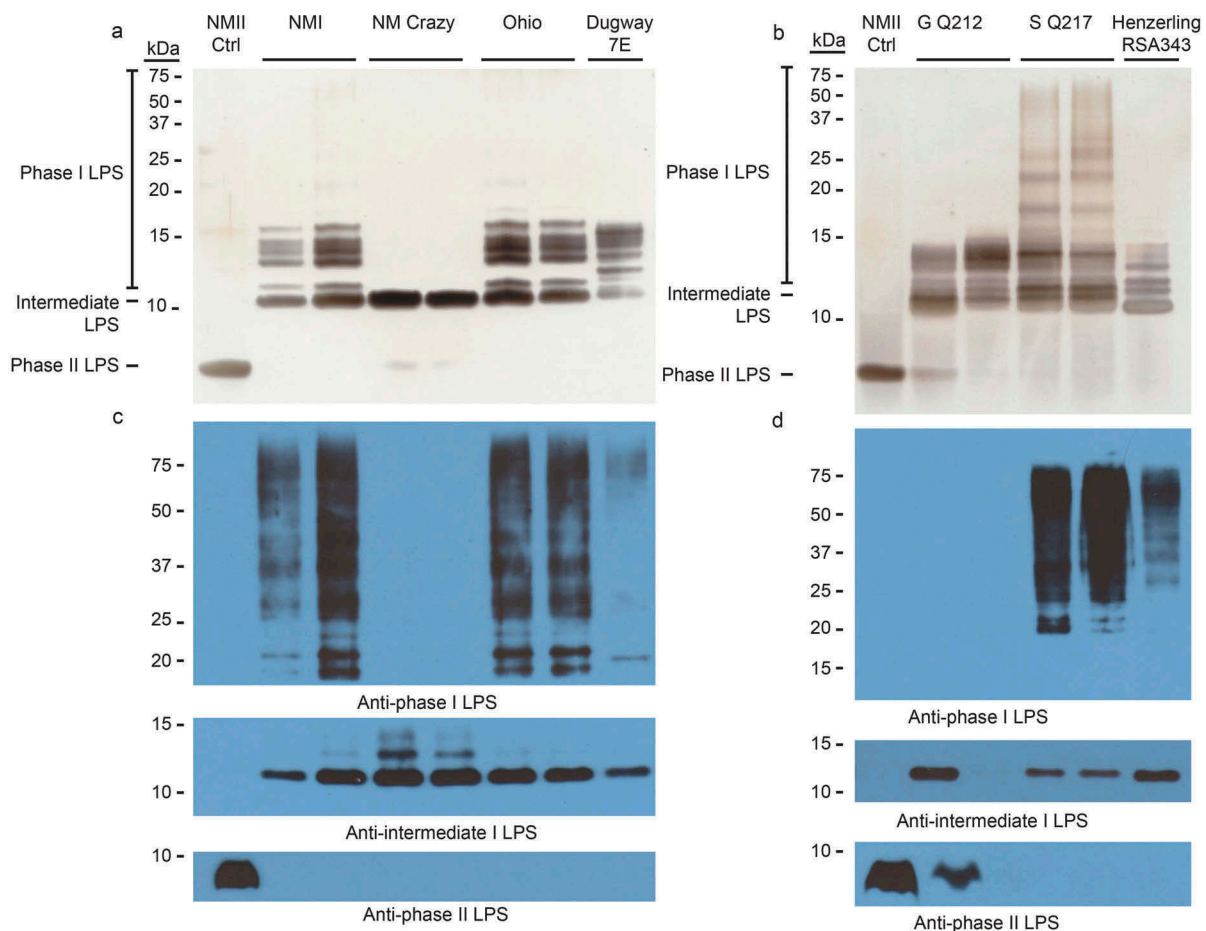 a
kDa
NMII
Ctrl
NMI
NM Crazy
Ohio
Dugway
7E
75
50
37
25
20
15
10
Phase I LPS
Intermediate
LPS
Phase II LPS
b
kDa
NMII
Ctrl
G Q212
S Q217
Henzerling
RSA343
75
50
37
25
20
15
10
Phase I LPS
Intermediate
LPS
Phase II LPS
c
75
50
37
25
20
Anti-phase I LPS
15
10
Anti-intermediate I LPS
10
Anti-phase II LPS
d
75
50
37
25
20
15
Anti-phase I LPS
15
10
Anti-intermediate I LPS
10
Anti-phase II LPS